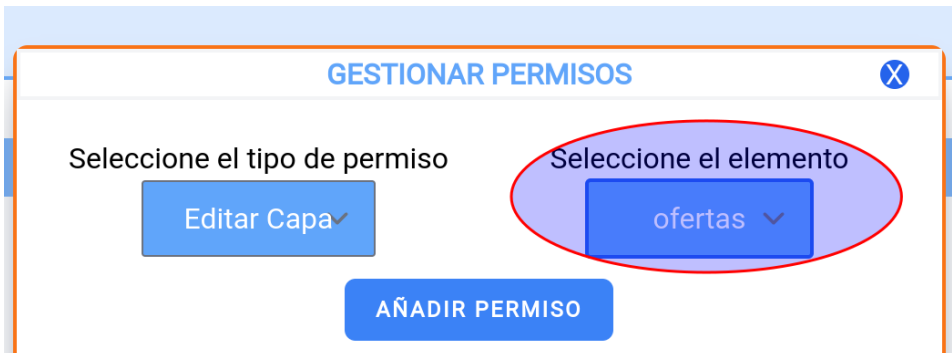 GESTIONAR PERMISOS X
Seleccione el tipo de permiso Seleccione el elemento
Editar Capa ofertas
AÑADIR PERMISO